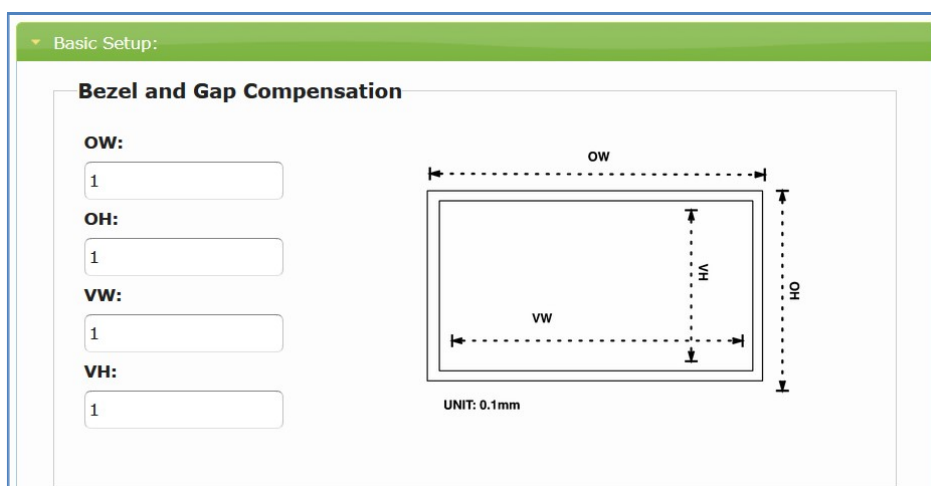 Basic Setup:
Bezel and Gap Compensation
OW:
1
OH:
1
VW:
1
VH:
1
OW
VH
OH
VW
UNIT: 0.1mm